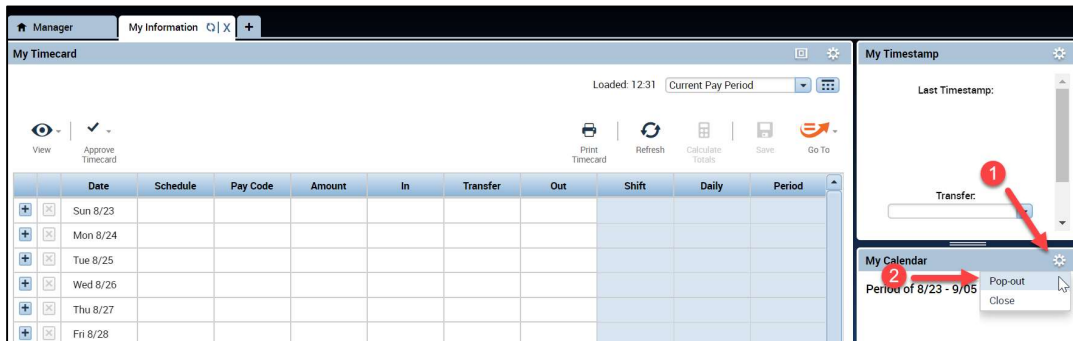 Manager
My Information
X
+
My Timecard
Loaded: 12:31 Current Pay Period
View
Approve
Timecard
Print
Timecard
Refresh
Calculate
Totals
Save
Go To
Date Schedule Pay Code Amount In Transfer Out Shift Daily Period
Sun 8/23
Mon 8/24
Tue 8/25
Wed 8/26
Thu 8/27
Fri 8/28
My Timestamp
Last Timestamp:
1
Transfer:
My Calendar
2
Period of 8/23 - 9/05
Pop-out
Close